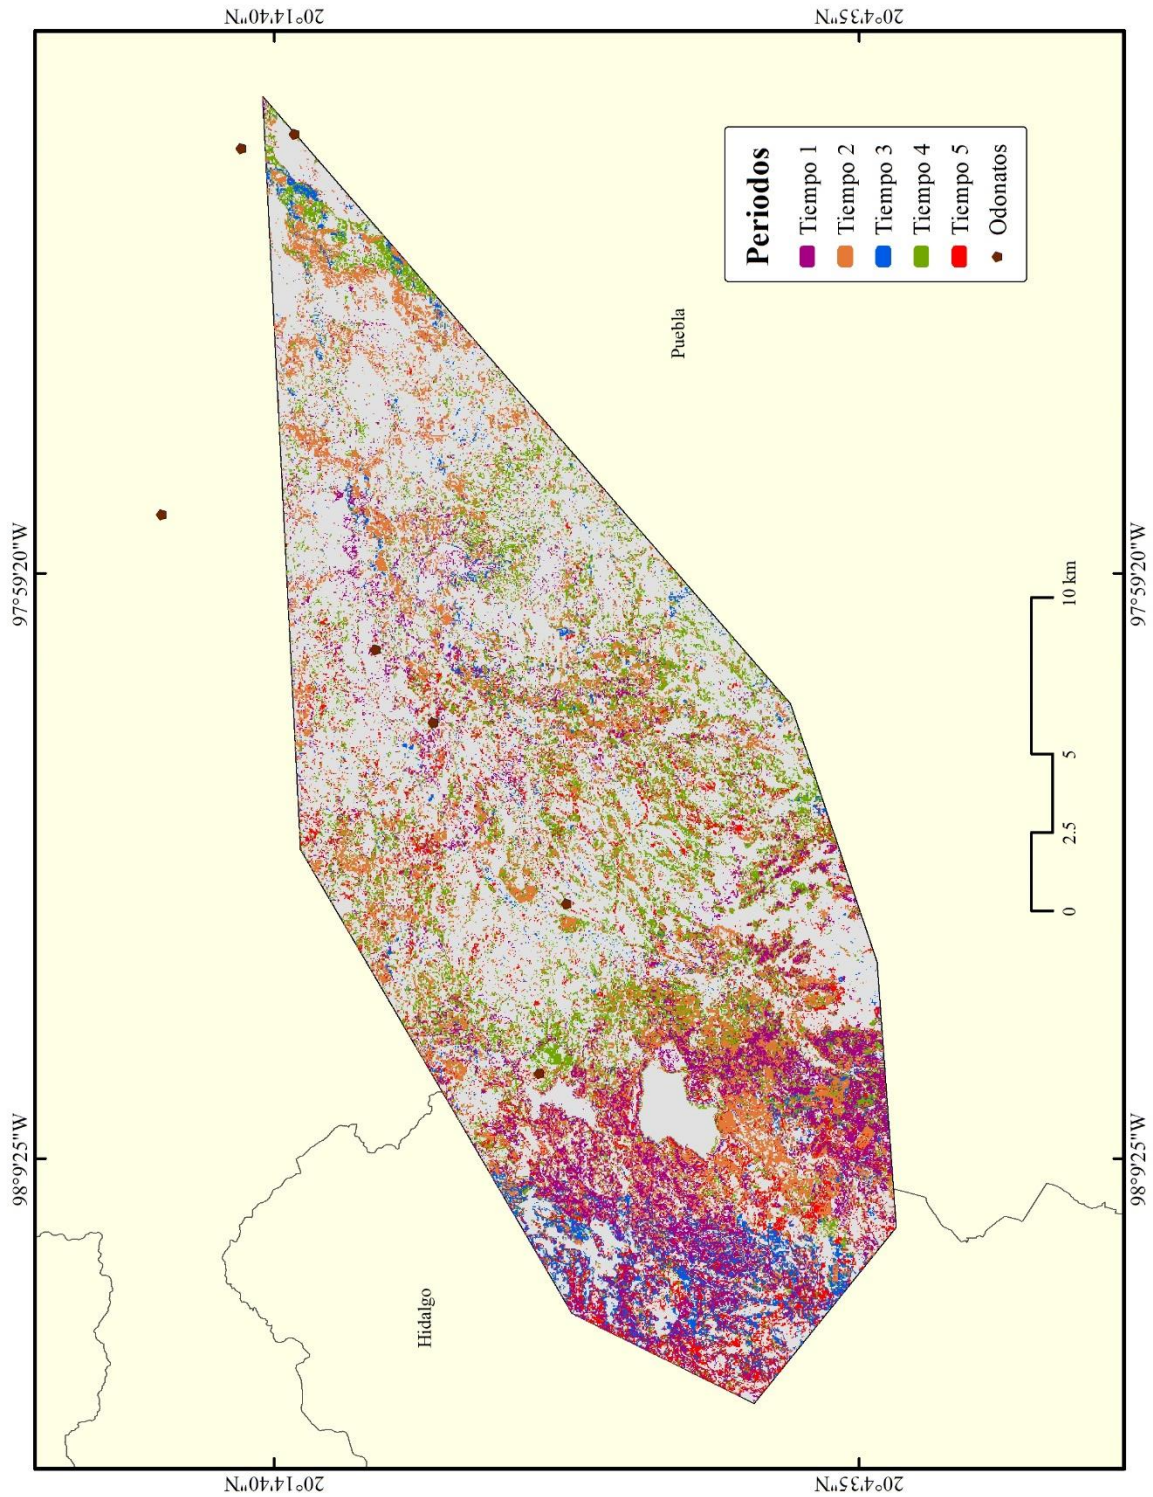 98°9'25"W
97°59'20"W
20°14'40"N
20°14'40"N
Hidalgo
Puebla
Periodos
Tiempo 1
Tiempo 2
Tiempo 3
Tiempo 4
Tiempo 5
Odonatos
20°4'35"N
20°4'35"N
0 2.5 5 10 km
98°9'25"W
97°59'20"W